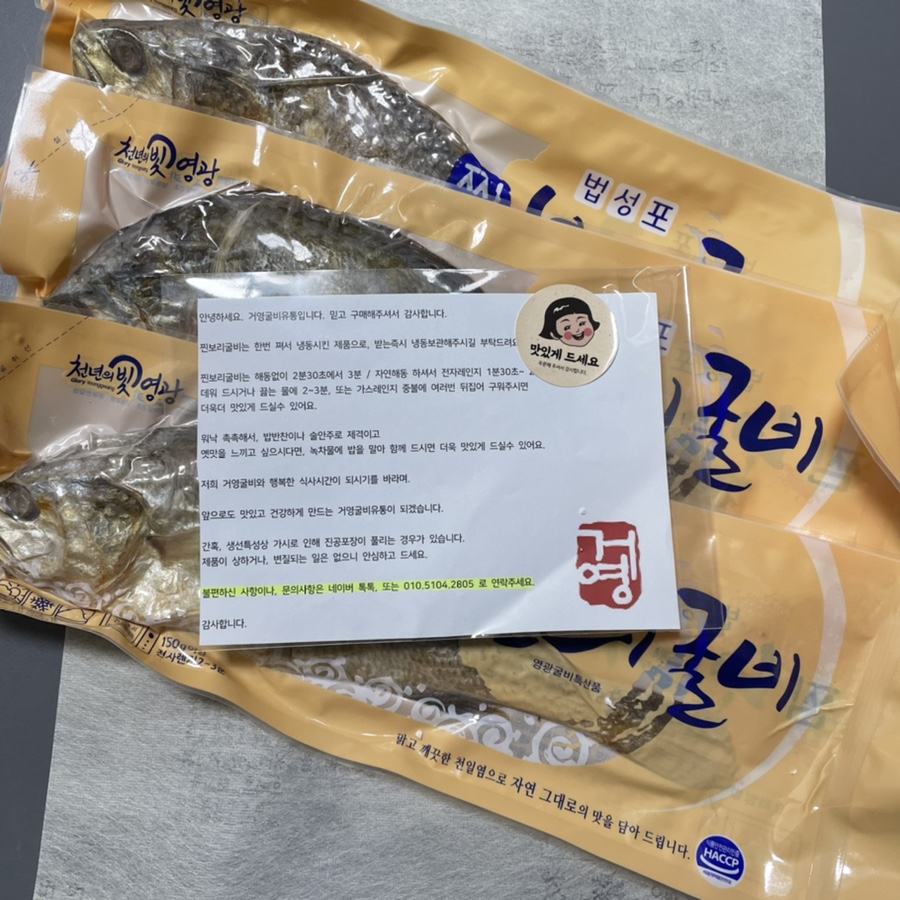 빛 영광
법성포
찐
천년의 빛 영광
Glory
굴비
안녕하세요. 거영굴비유통입니다. 믿고 구매해주셔서 감사합니다.
찐보리굴비는 한번 쪄서 냉동시킨 제품으로, 받는즉시 냉동보관해주시길 부탁드려요
찐보리굴비는 해동없이 2분30초에서 3분 / 자연해동 하셔서 전자레인지 1분30초~
데워 드시거나 끓는 물에 2~3분, 또는 가스레인지 중불에 여러번 뒤집어 구워주시면
더욱더 맛있게 드실수 있어요.
워낙 촉촉해서, 밥반찬이나 술안주로 제격이고
옛맛을 느끼고 싶으시다면, 녹차물에 밥을 말아 함께 드시면 더욱 맛있게 드실수 있어요.
저희 거영굴비와 행복한 식사시간이 되시기를 바라며.
앞으로도 맛있고 건강하게 만드는 거영굴비유통이 되겠습니다.
간혹, 생선특성상 가시로 인해 진공포장이 풀리는 경우가 있습니다.
제품이 상하거나, 변질되는 일은 없으니 안심하고 드세요.
불편하신 사항이나, 문의사항은 네이버 톡톡, 또는 010.5104.2805 로 연락주세요.
감사합니다.
맛있게 드세요
거영
천년의 빛 영광
Glory
굴비
영광굴비특산품
150g
맑고 깨끗한 천일염으로 자연 그대로의 맛을 담아 드립니다.
HACCP